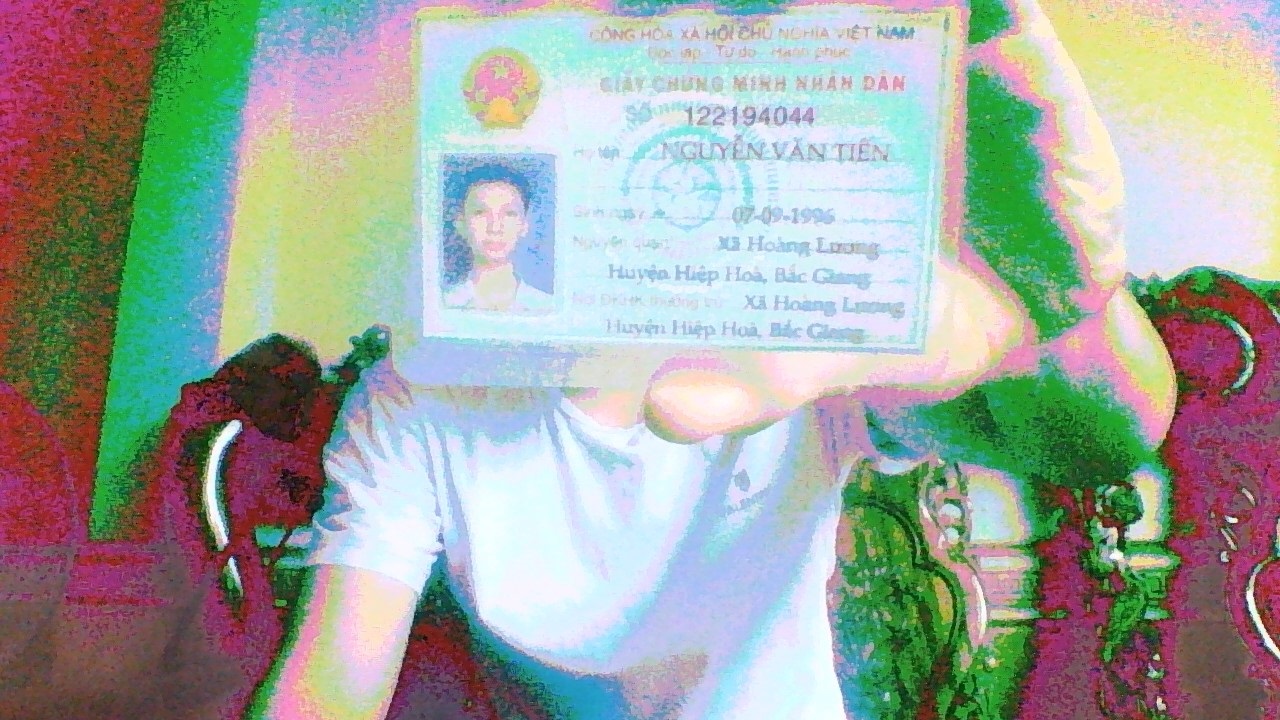 CỘNG HÒA XÃ HỘI CHỦ NGHĨA VIỆT NAM
Độc lập - Tự do - Hạnh phúc
GIẤY CHỨNG MINH NHÂN DÂN
SỐ 122194044
Họ tên NGUYỄN VĂN TIẾN
Sinh ngày 07-09-1996
Nguyên quán Xã Hoàng Lương
Huyện Hiệp Hoà, Bắc Giang
Nơi ĐKHK thường trú Xã Hoàng Lương
Huyện Hiệp Hoà, Bắc Giang